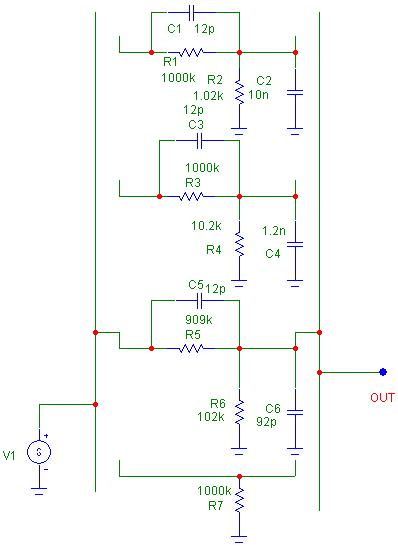 C1 12p
R1
1000k
R2
1.02k
C2
10n
12p
C3
1000k
R3
10.2k
R4
1.2n
C4
C5 12p
909k
R5
R6
102k
C6
92p
OUT
V1
S
+
-
1000k
R7